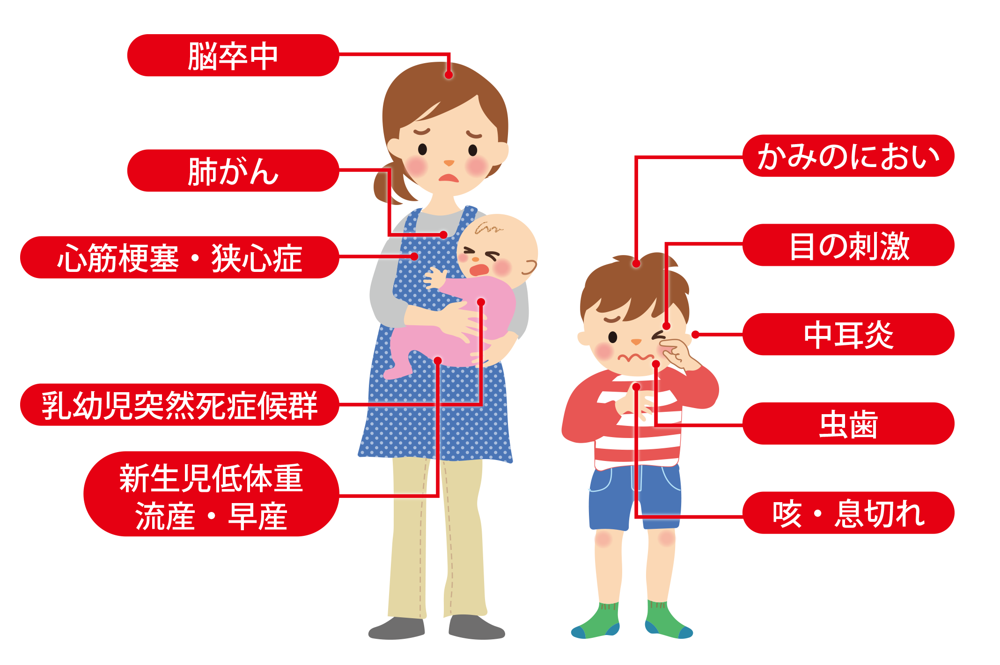 脳卒中
肺がん
心筋梗塞・狭心症
乳幼児突然死症候群
新生児低体重
流産・早産
かみのにおい
目の刺激
中耳炎
虫歯
咳・息切れ